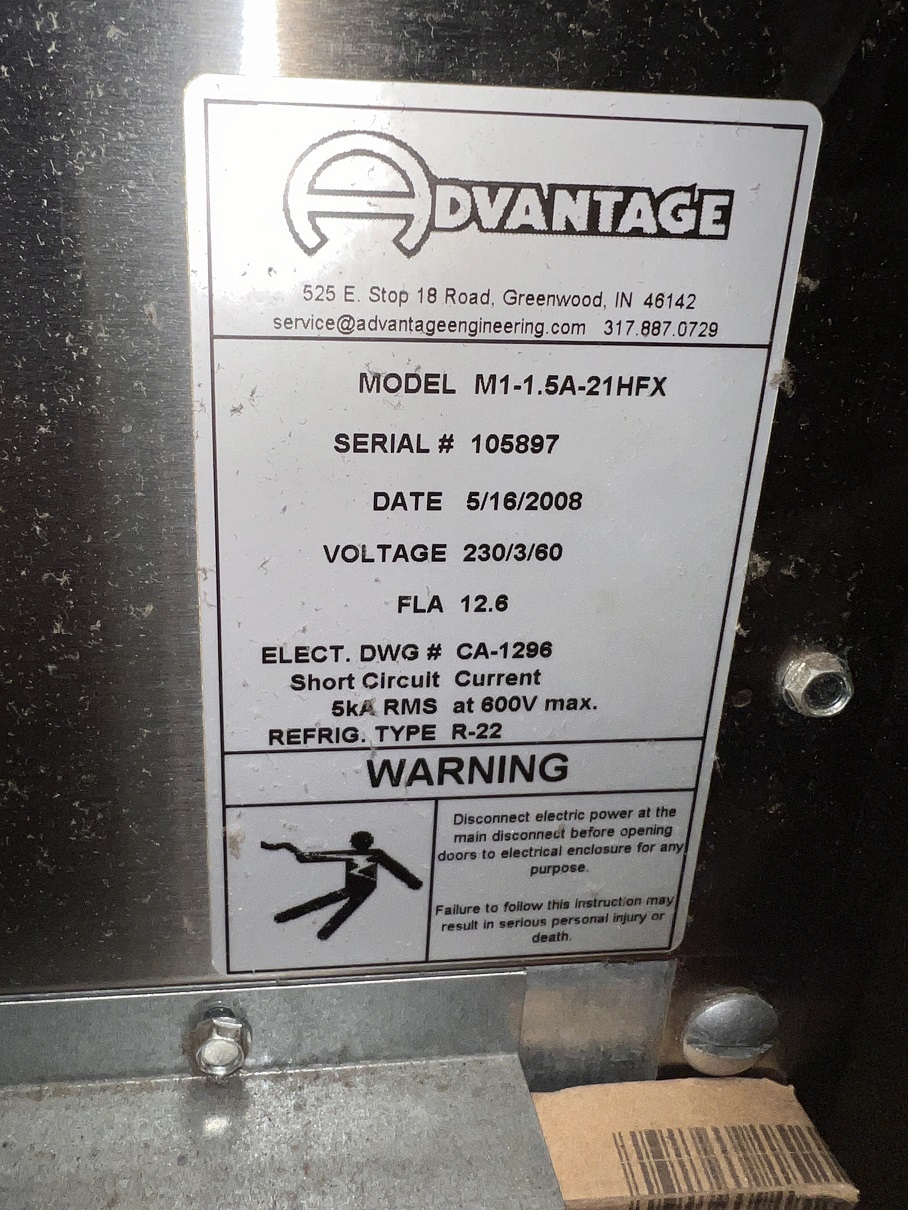 ADVANTAGE
525 E. Stop 18 Road, Greenwood, IN 46142
service@advantageengineering.com 317.887.0729
MODEL M1-1.5A-21HFX
SERIAL # 105897
DATE 5/16/2008
VOLTAGE 230/3/60
FLA 12.6
ELECT. DWG # CA-1296
Short Circuit Current
5kA RMS at 600V max.
REFRIG. TYPE R-22
WARNING
Disconnect electric power at the
main disconnect before opening
doors to electrical enclosure for any
purpose.
Failure to follow this instruction may
result in serious personal injury or
death.